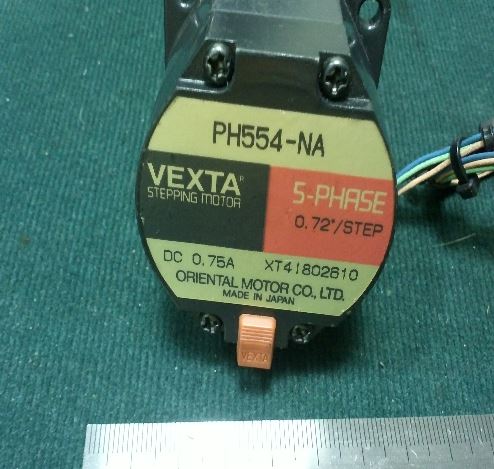 PH554-NA
VEXTA®
STEPPING MOTOR
5-PHASE
0.72°/STEP
DC 0.75A XT41802610
ORIENTAL MOTOR CO., LTD.
MADE IN JAPAN
VEXTA